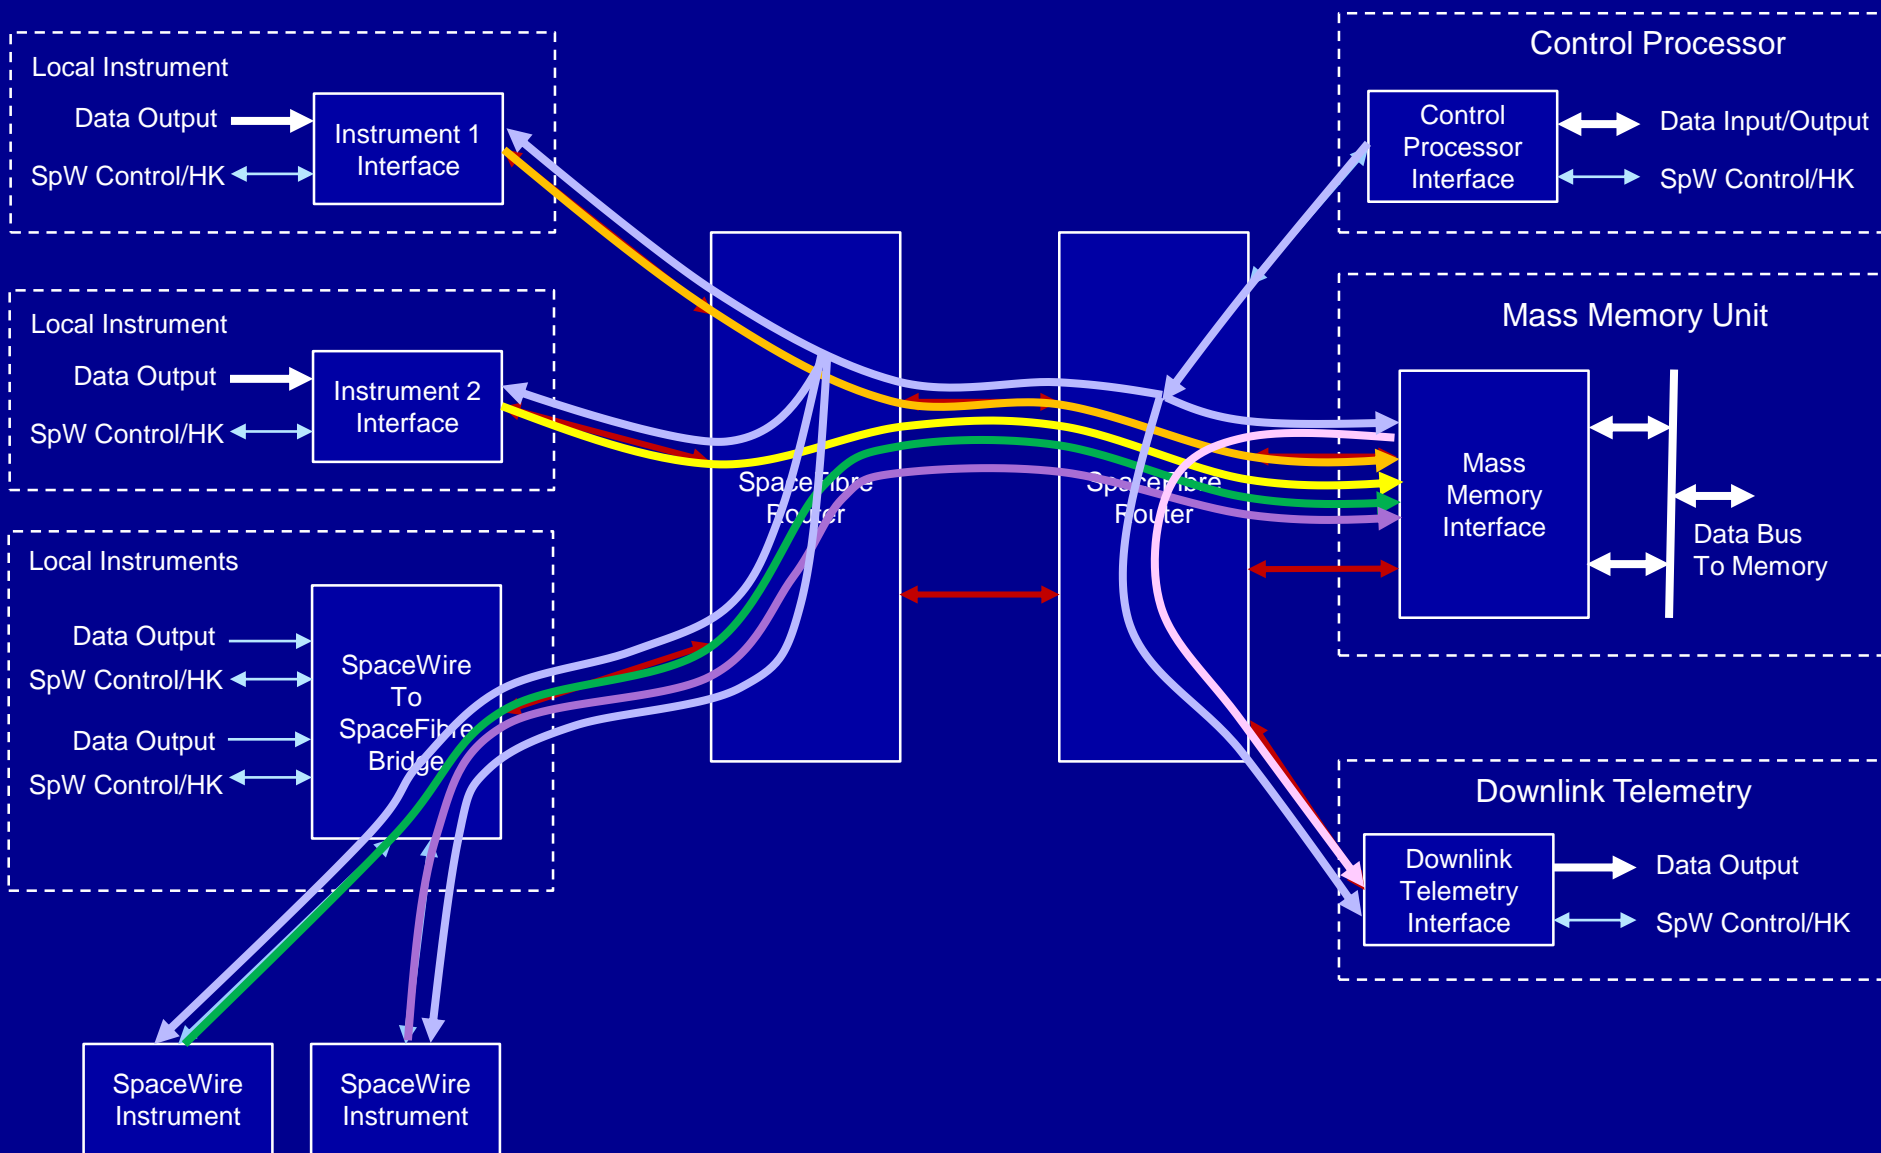 Local Instrument
Data Output
SpW Control/HK
Instrument 1
Interface
Local Instrument
Data Output
SpW Control/HK
Instrument 2
Interface
Local Instruments
Data Output
SpW Control/HK
Data Output
SpW Control/HK
SpaceWire
To
SpaceFibre
Bridge
SpaceWire
Instrument
SpaceWire
Instrument
SpaceFibre
Router
SpaceFibre
Router
Control Processor
Control
Processor
Interface
Data Input/Output
SpW Control/HK
Mass Memory Unit
Mass
Memory
Interface
Data Bus
To Memory
Downlink Telemetry
Downlink
Telemetry
Interface
Data Output
SpW Control/HK